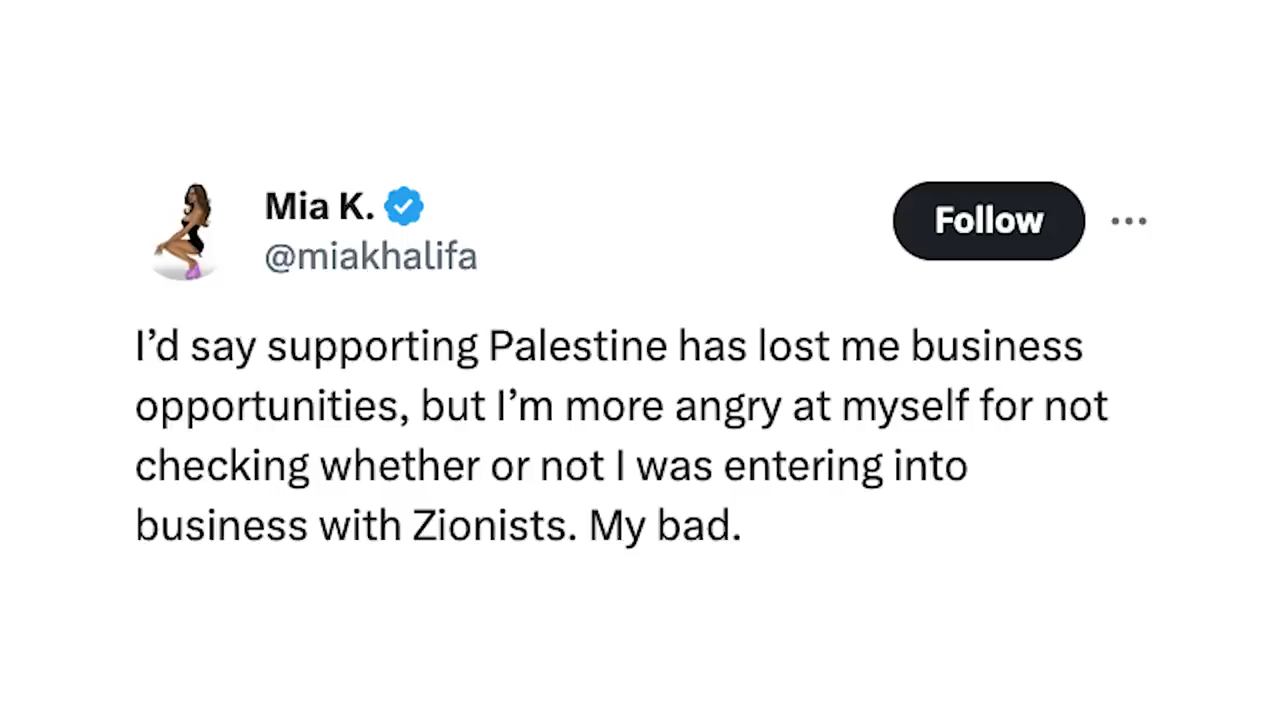 Mia K.
Follow
@miakhalifa
I’d say supporting Palestine has lost me business
opportunities, but I’m more angry at myself for not
checking whether or not I was entering into
business with Zionists. My bad.